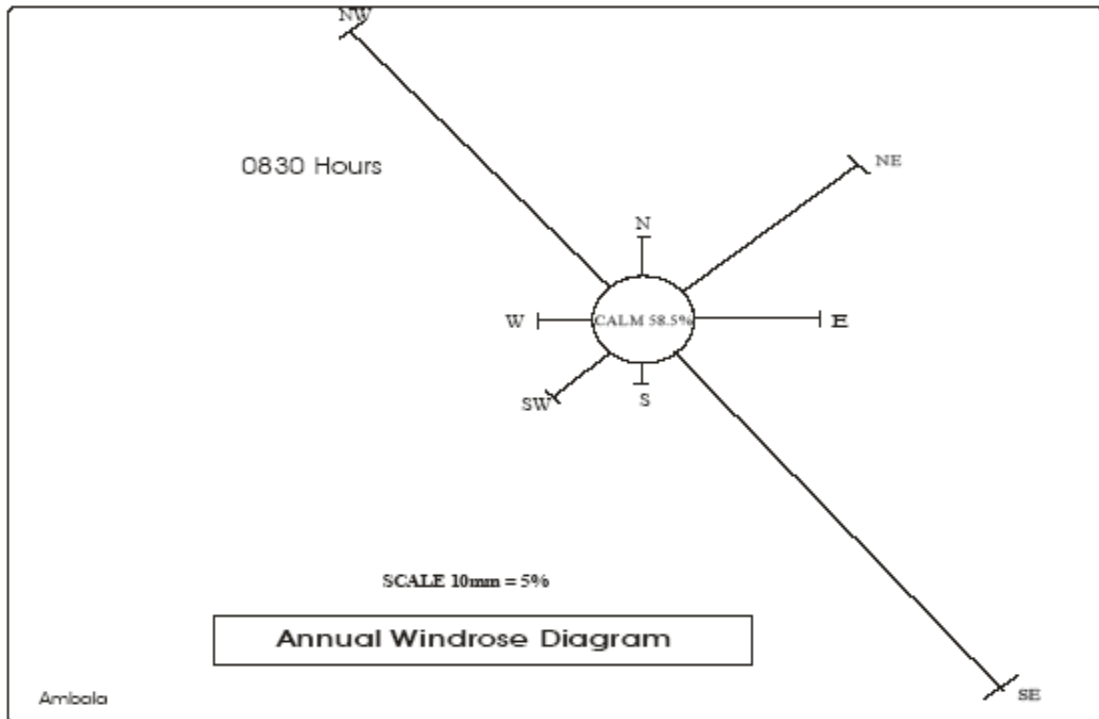 NW
NE
0830 Hours
N
W
CALM 58.5%
E
SW
S
SCALE 10mm = 5%
Annual Windrose Diagram
SE
Ambala